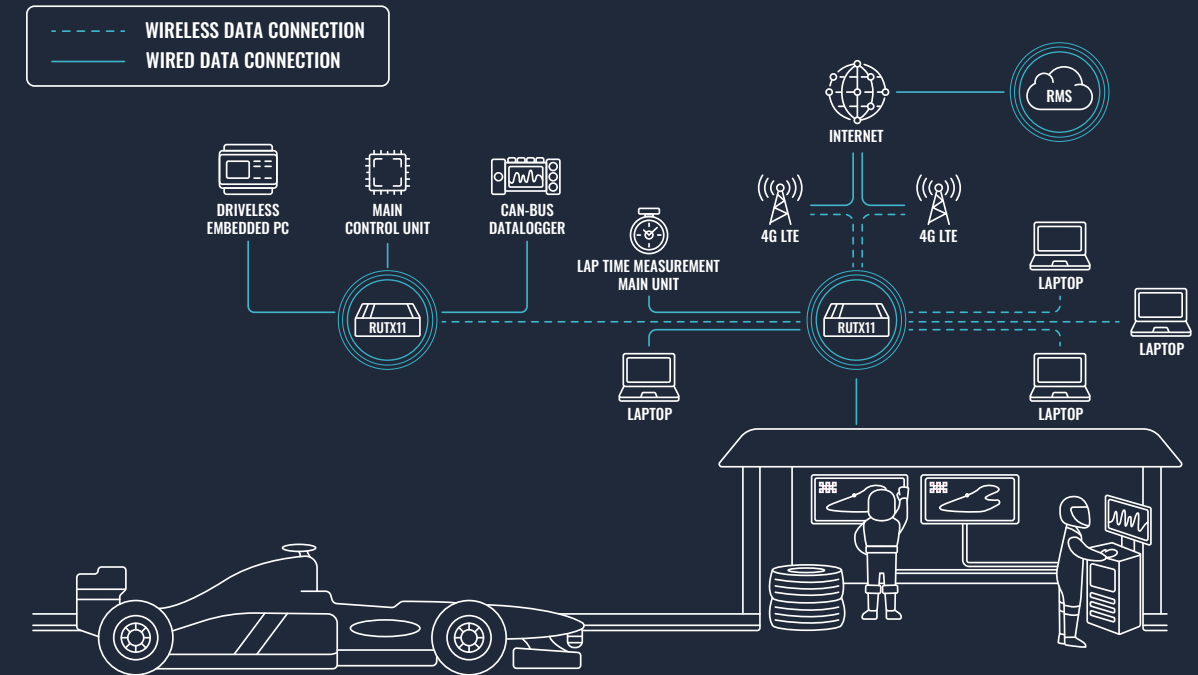 WIRELESS DATA CONNECTION
WIRED DATA CONNECTION
RMS
INTERNET
DRIVELESS
EMBEDDED PC
MAIN
CONTROL UNIT
CAN-BUS
DATALOGGER
4G LTE
4G LTE
LAP TIME MEASUREMENT
MAIN UNIT
LAPTOP
RUTX11
RUTX11
LAPTOP
LAPTOP
LAPTOP